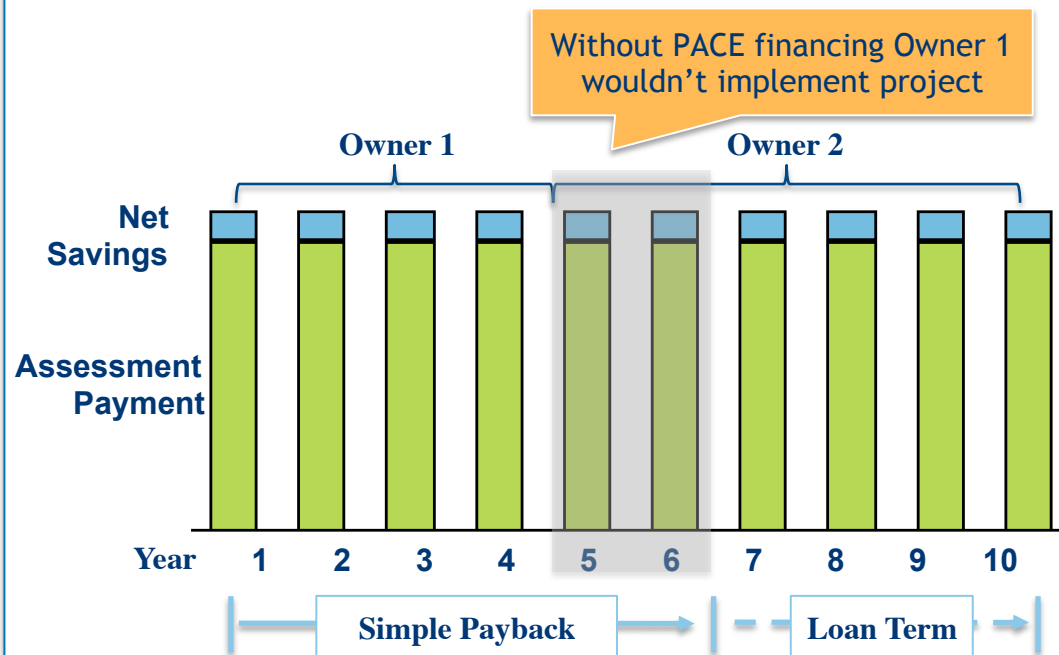 Without PACE financing Owner 1
wouldn’t implement project
Owner 1
Owner 2
Net
Savings
Assessment
Payment
Year 1 2 3 4 5 6 7 8 9 10
Simple Payback
Loan Term